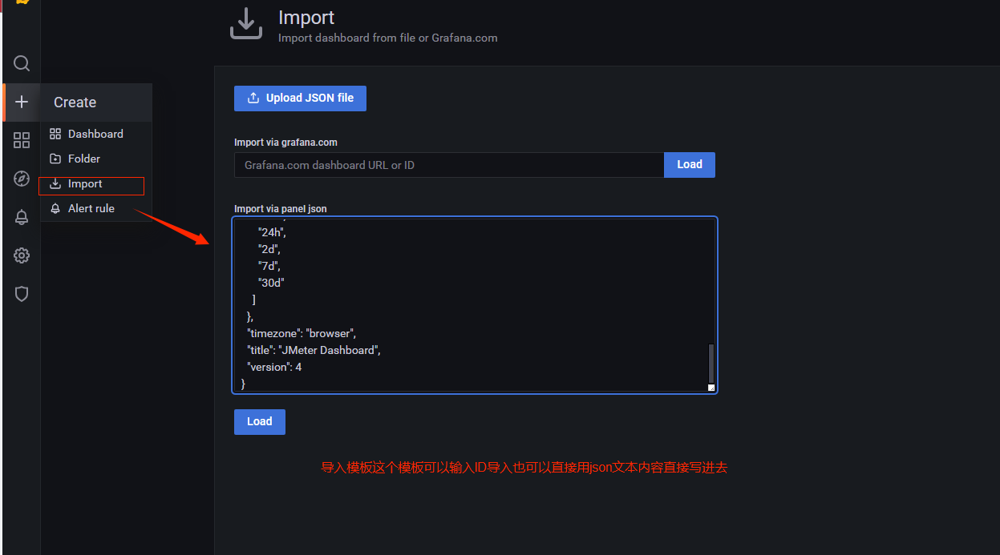 Import
Import dashboard from file or Grafana.com
Create
Dashboard
Folder
Import
Alert rule
Upload JSON file
Import via grafana.com
Grafana.com dashboard URL or ID
Load
Import via panel json
"24h",
"2d",
"7d",
"30d"
]
},
"timezone": "browser",
"title": "JMeter Dashboard",
"version": 4
}
Load
导入模板这个模板可以输入ID导入也可以直接用json文本内容直接写进去